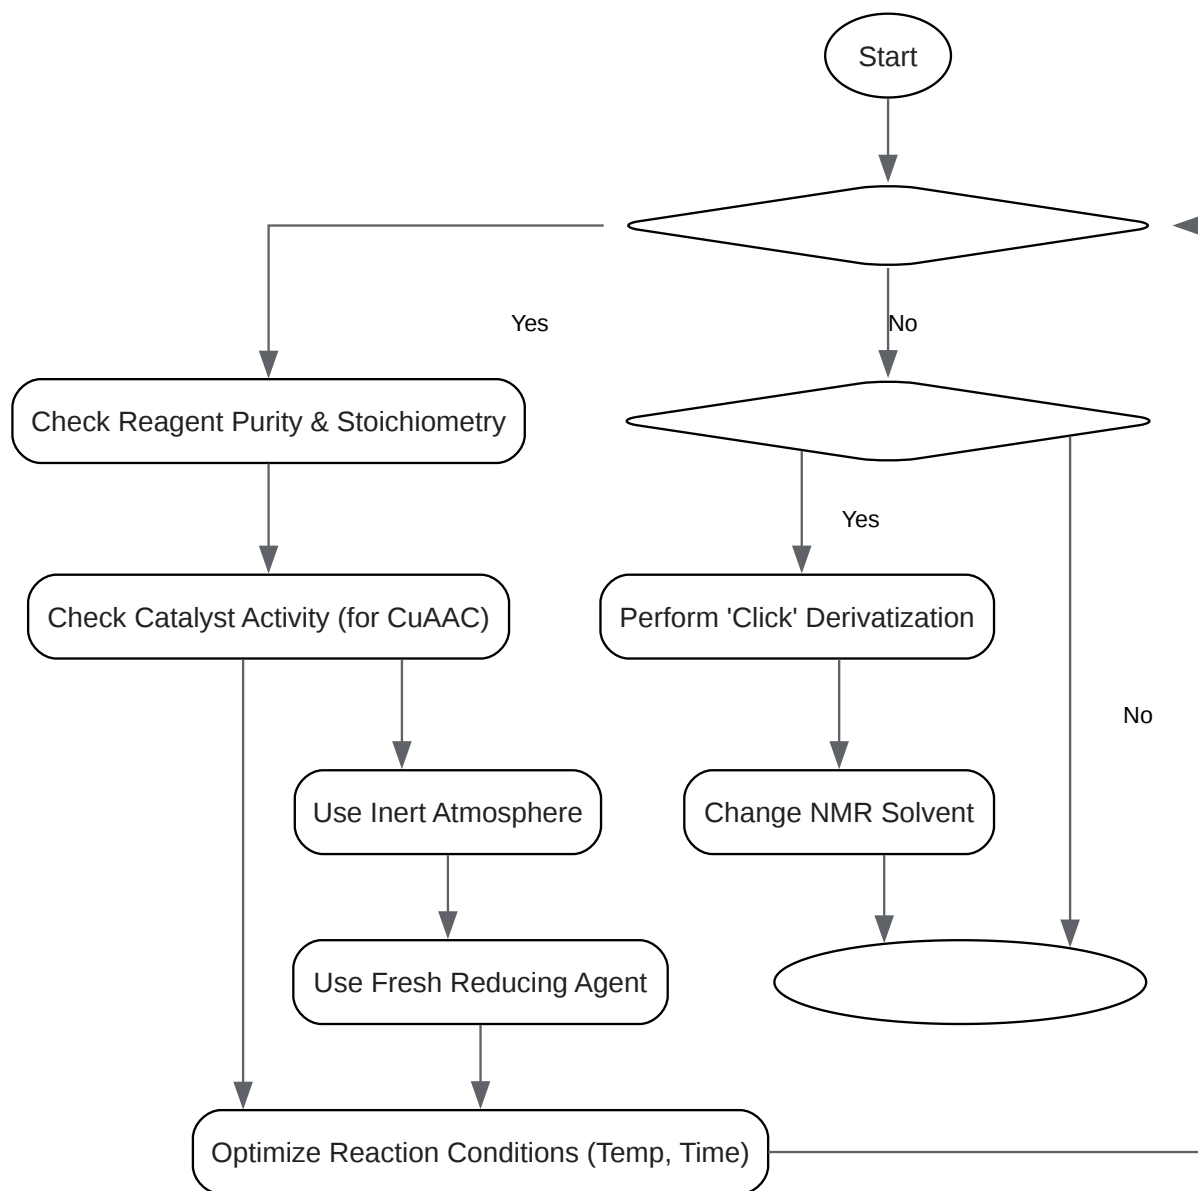 Start
Yes
No
Check Reagent Purity & Stoichiometry
Yes
Check Catalyst Activity (for CuAAC)
Perform 'Click' Derivatization
No
Use Inert Atmosphere
Change NMR Solvent
Use Fresh Reducing Agent
Optimize Reaction Conditions (Temp, Time)